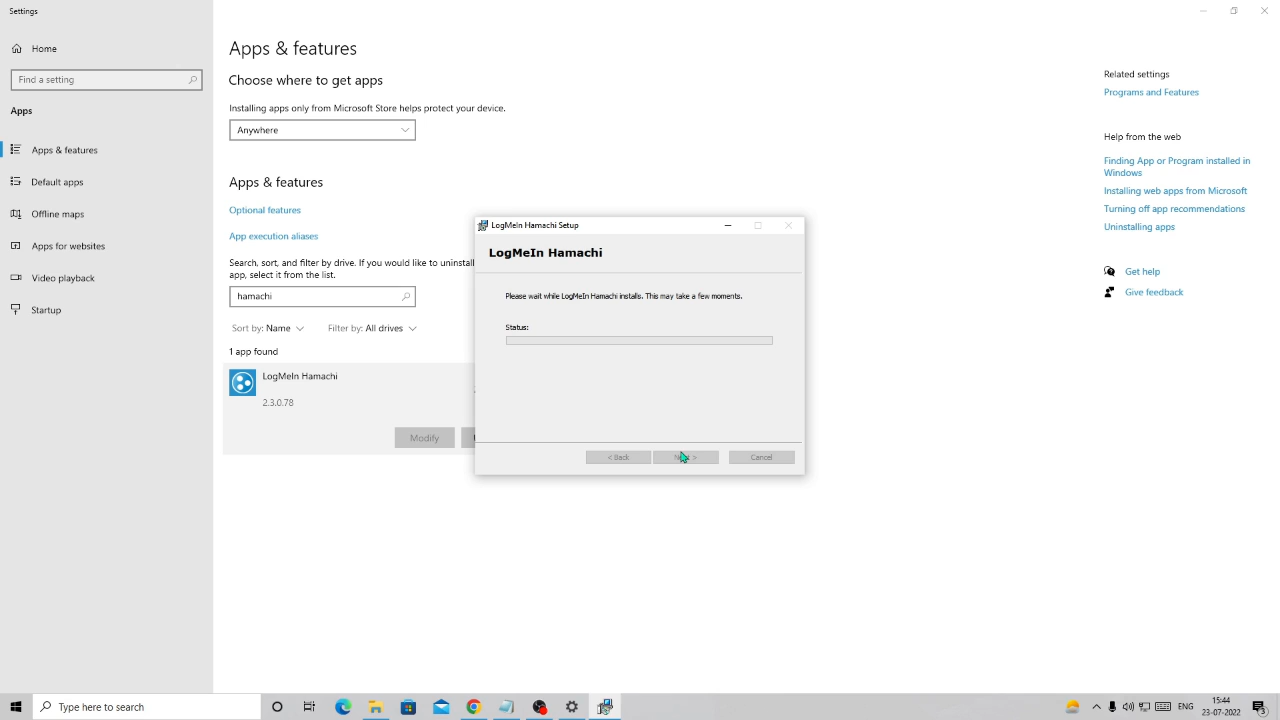 Settings
Home
Find a setting
Apps
Apps & features
Default apps
Offline maps
Apps for websites
Video playback
Startup
Apps & features
Choose where to get apps
Installing apps only from Microsoft Store helps protect your device.
Anywhere
Apps & features
Optional features
App execution aliases
Search, sort, and filter by drive. If you would like to uninstall
app, select it from the list.
hamachi
Sort by: Name
Filter by: All drives
1 app found
LogMeIn Hamachi
2.3.0.78
Modify
LogMeIn Hamachi Setup
LogMeIn Hamachi
Please wait while LogMeIn Hamachi installs. This may take a few moments.
Status:
< Back
Cancel
Related settings
Programs and Features
Help from the web
Finding App or Program installed in
Windows
Installing web apps from Microsoft
Turning off app recommendations
Uninstalling apps
Get help
Give feedback
Type here to search
15:44
23-07-2022
3